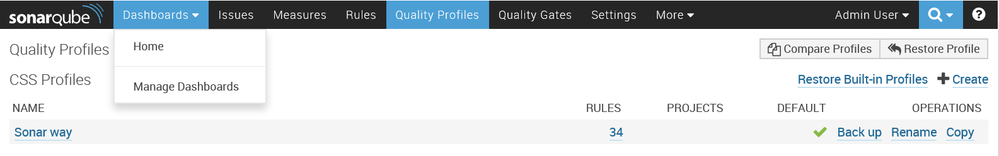 sonarqube Dashboards Issues Measures Rules Quality Profiles Quality Gates Settings More Admin User ?
Home
Quality Profiles Compare Profiles Restore Profile
CSS Profiles Restore Built-in Profiles Create
Manage Dashboards
NAME RULES PROJECTS DEFAULT OPERATIONS
Sonar way 34 Back up Rename Copy